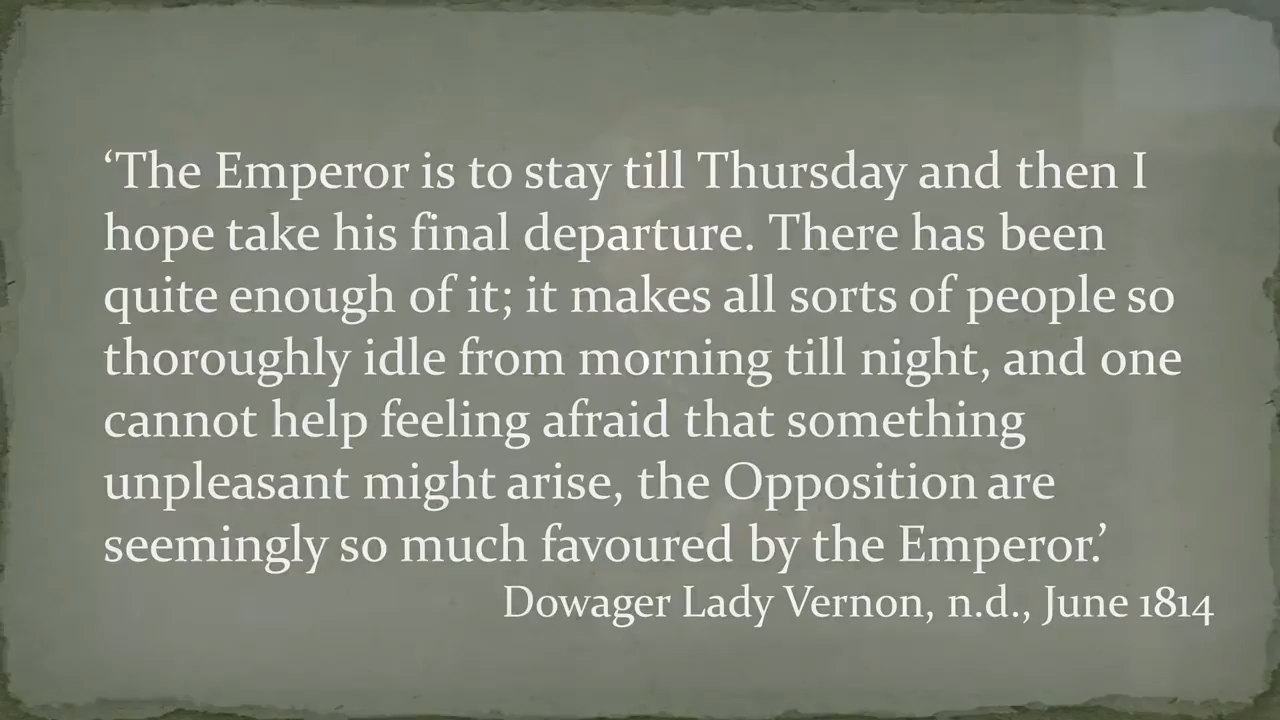 ‘The Emperor is to stay till Thursday and then I
hope take his final departure. There has been
quite enough of it; it makes all sorts of people so
thoroughly idle from morning till night, and one
cannot help feeling afraid that something
unpleasant might arise, the Opposition are
seemingly so much favoured by the Emperor.’
Dowager Lady Vernon, n.d., June 1814